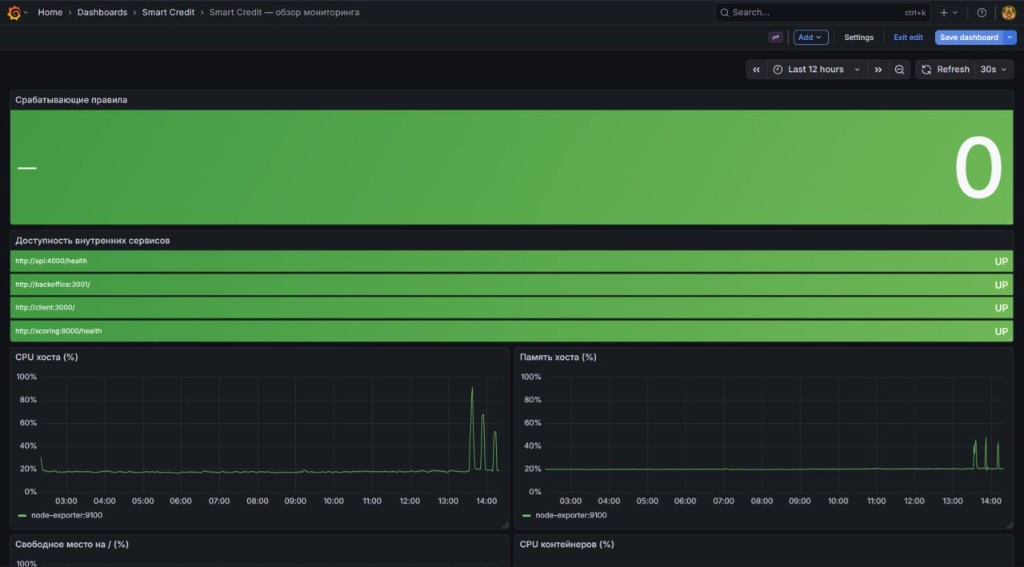 Home › Dashboards › Smart Credit › Smart Credit — обзор мониторинга
Search... ctrl+k
Add Settings Exit edit Save dashboard
Last 12 hours Refresh 30s
Срабатывающие правила
— 0
Доступность внутренних сервисов
http://api:4000/health UP
http://backoffice:3001/ UP
http://client:3000/ UP
http://scoring:8000/health UP
CPU хоста (%)
100%
80%
60%
40%
20%
0%
03:00 04:00 05:00 06:00 07:00 08:00 09:00 10:00 11:00 12:00 13:00 14:00
node-exporter:9100
Память хоста (%)
100%
80%
60%
40%
20%
0%
03:00 04:00 05:00 06:00 07:00 08:00 09:00 10:00 11:00 12:00 13:00 14:00
node-exporter:9100
Свободное место на / (%)
100%
CPU контейнеров (%)